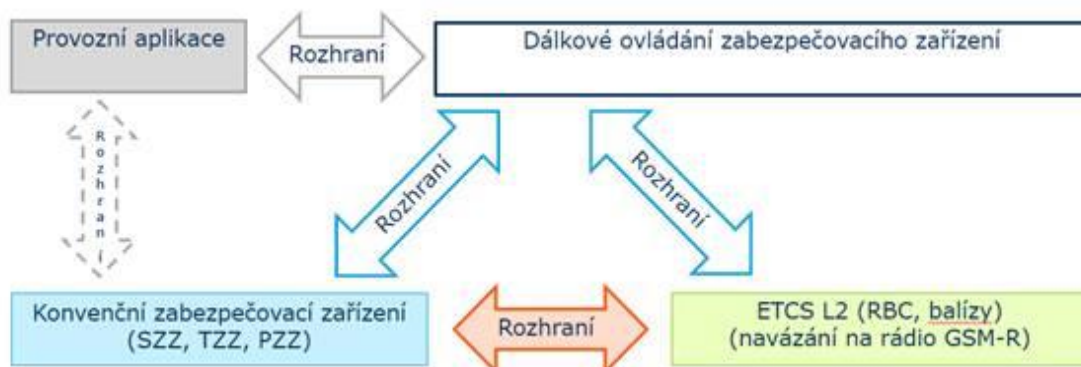 Provozní aplikace
Rozhraní
Dálkové ovládání zabezpečovacího zařízení
Rozhraní
Rozhraní
Rozhraní
Konvenční zabezpečovací zařízení
(SZZ, TZZ, PZZ)
Rozhraní
ETCS L2 (RBC, balízy)
(navázání na rádio GSM-R)